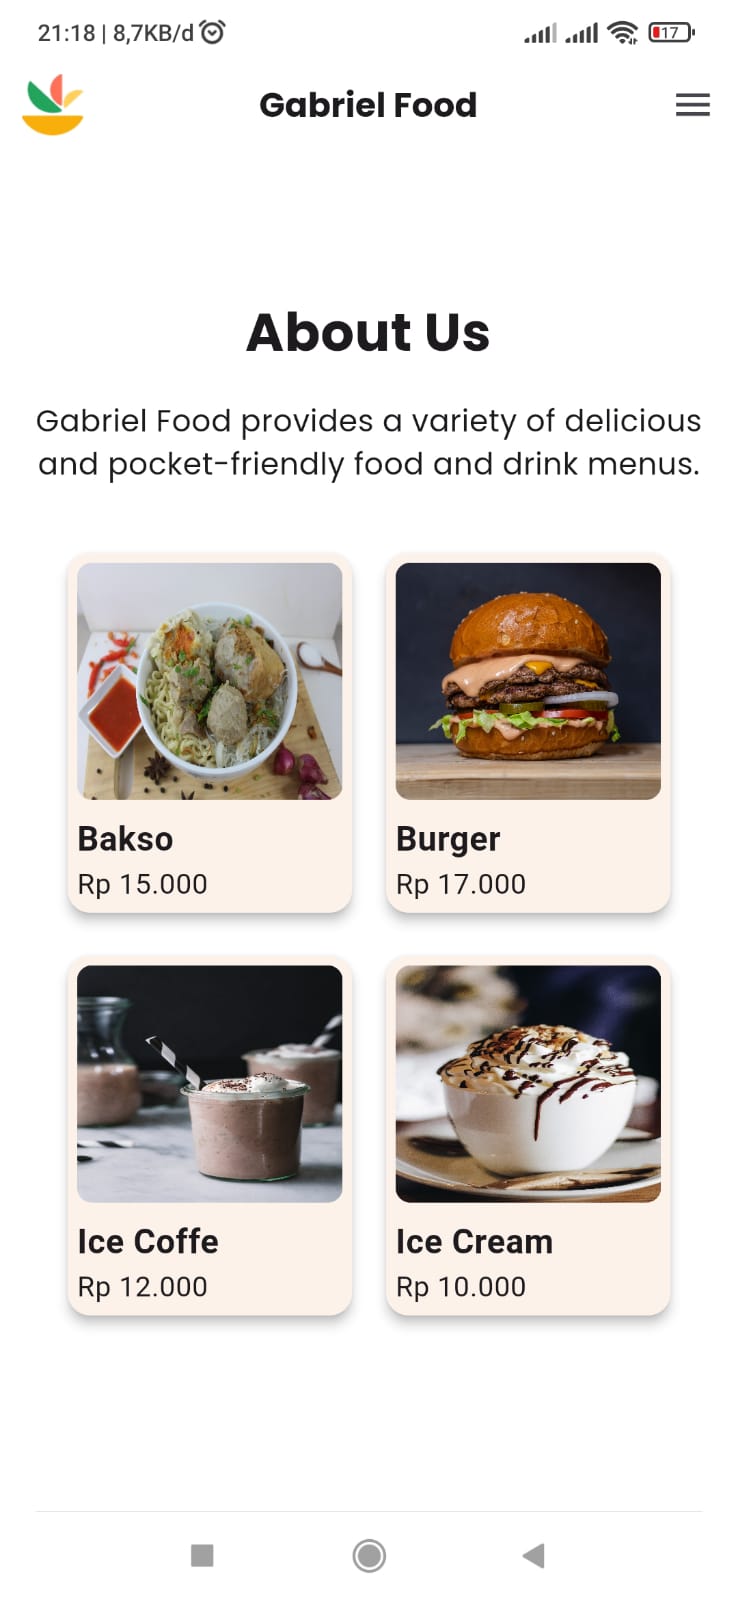 21:18 | 8,7KB/d
17
Gabriel Food
About Us
Gabriel Food provides a variety of delicious
and pocket-friendly food and drink menus.
Bakso
Rp 15.000
Burger
Rp 17.000
Ice Coffe
Rp 12.000
Ice Cream
Rp 10.000